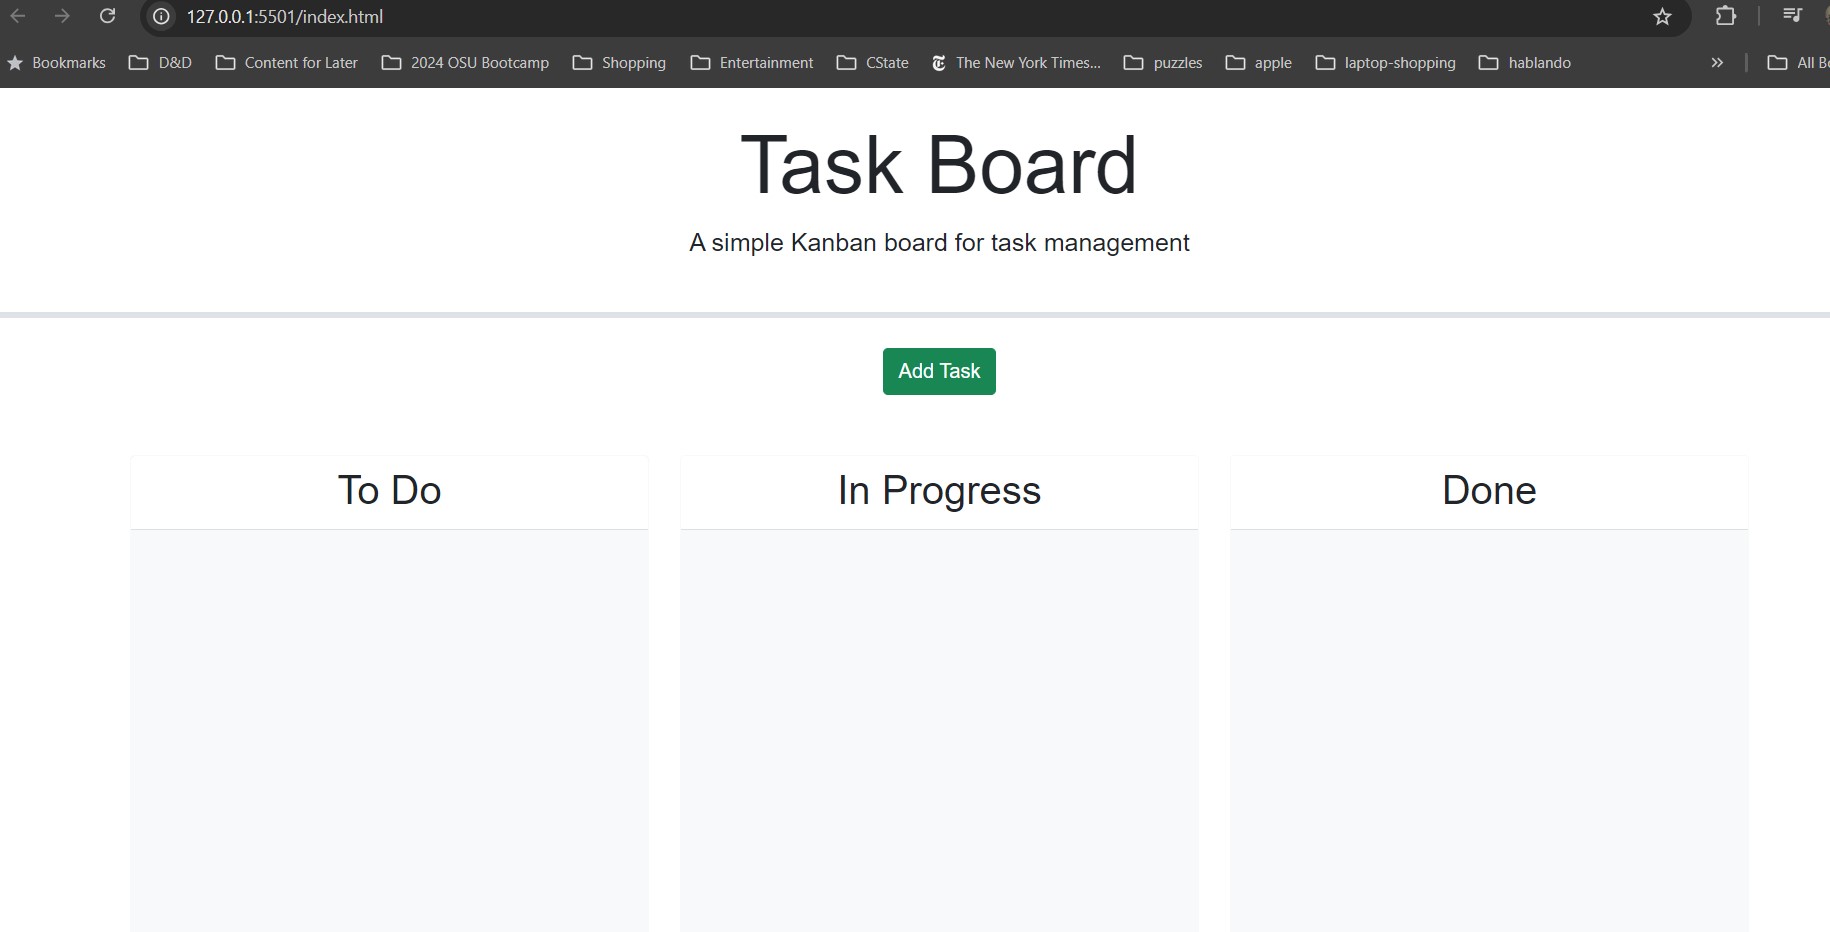 127.0.0.1:5501/index.html
Bookmarks D&D Content for Later 2024 OSU Bootcamp Shopping Entertainment CState The New York Times... puzzles apple laptop-shopping hablando » All Bo
Task Board
A simple Kanban board for task management
Add Task
To Do In Progress Done